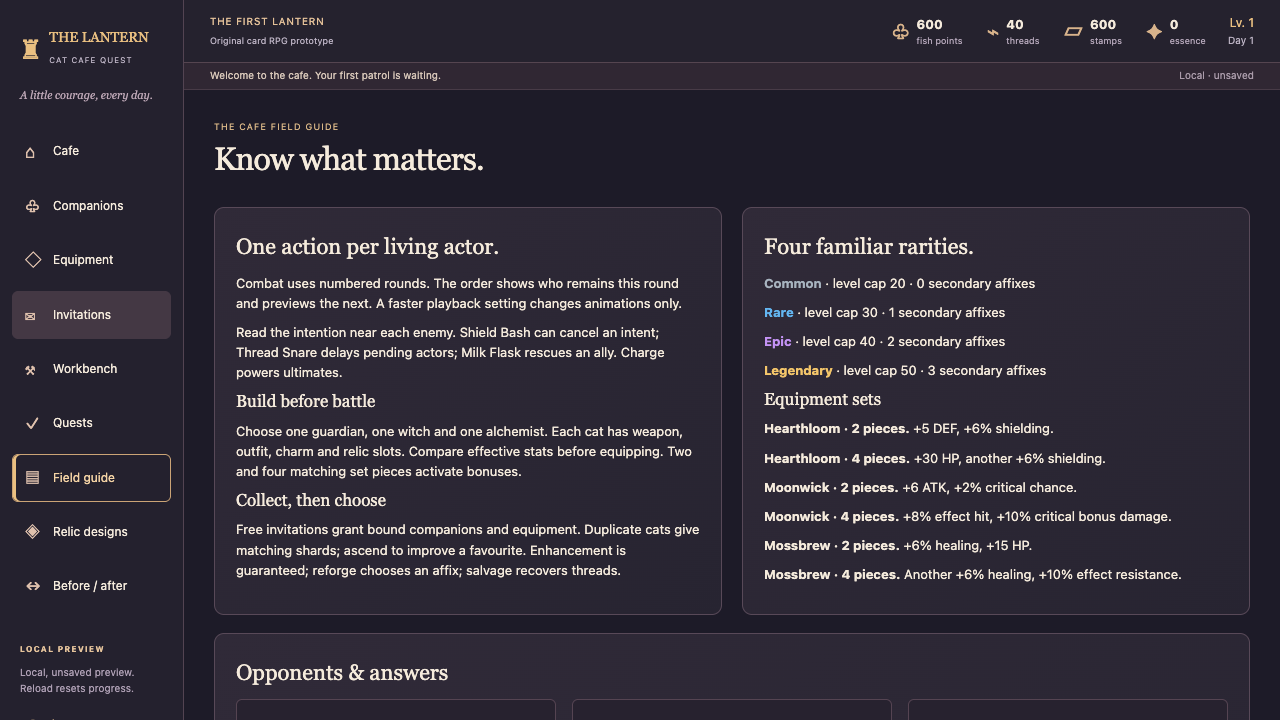 THE LANTERN
CAT CAFE QUEST
A little courage, every day.
Cafe
Companions
Equipment
Invitations
Workbench
Quests
Field guide
Relic designs
Before / after
LOCAL PREVIEW
Local, unsaved preview.
Reload resets progress.
THE FIRST LANTERN
Original card RPG prototype
600
fish points
40
threads
600
stamps
0
essence
Lv. 1
Day 1
Welcome to the cafe. Your first patrol is waiting.
Local · unsaved
THE CAFE FIELD GUIDE
Know what matters.
One action per living actor.
Combat uses numbered rounds. The order shows who remains this round
and previews the next. A faster playback setting changes animations only.
Read the intention near each enemy. Shield Bash can cancel an intent;
Thread Snare delays pending actors; Milk Flask rescues an ally. Charge
powers ultimates.
Build before battle
Choose one guardian, one witch and one alchemist. Each cat has weapon,
outfit, charm and relic slots. Compare effective stats before equipping. Two
and four matching set pieces activate bonuses.
Collect, then choose
Free invitations grant bound companions and equipment. Duplicate cats give
matching shards; ascend to improve a favourite. Enhancement is
guaranteed; reforge chooses an affix; salvage recovers threads.
Four familiar rarities.
Common · level cap 20 · 0 secondary affixes
Rare · level cap 30 · 1 secondary affixes
Epic · level cap 40 · 2 secondary affixes
Legendary · level cap 50 · 3 secondary affixes
Equipment sets
Hearthloom · 2 pieces. +5 DEF, +6% shielding.
Hearthloom · 4 pieces. +30 HP, another +6% shielding.
Moonwick · 2 pieces. +6 ATK, +2% critical chance.
Moonwick · 4 pieces. +8% effect hit, +10% critical bonus damage.
Mossbrew · 2 pieces. +6% healing, +15 HP.
Mossbrew · 4 pieces. Another +6% healing, +10% effect resistance.
Opponents & answers